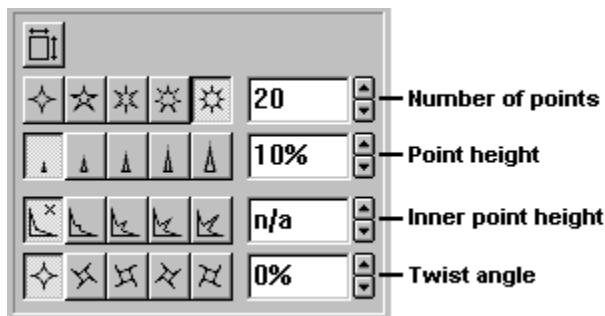 20 Number of points
10% Point height
n/a Inner point height
0% Twist angle